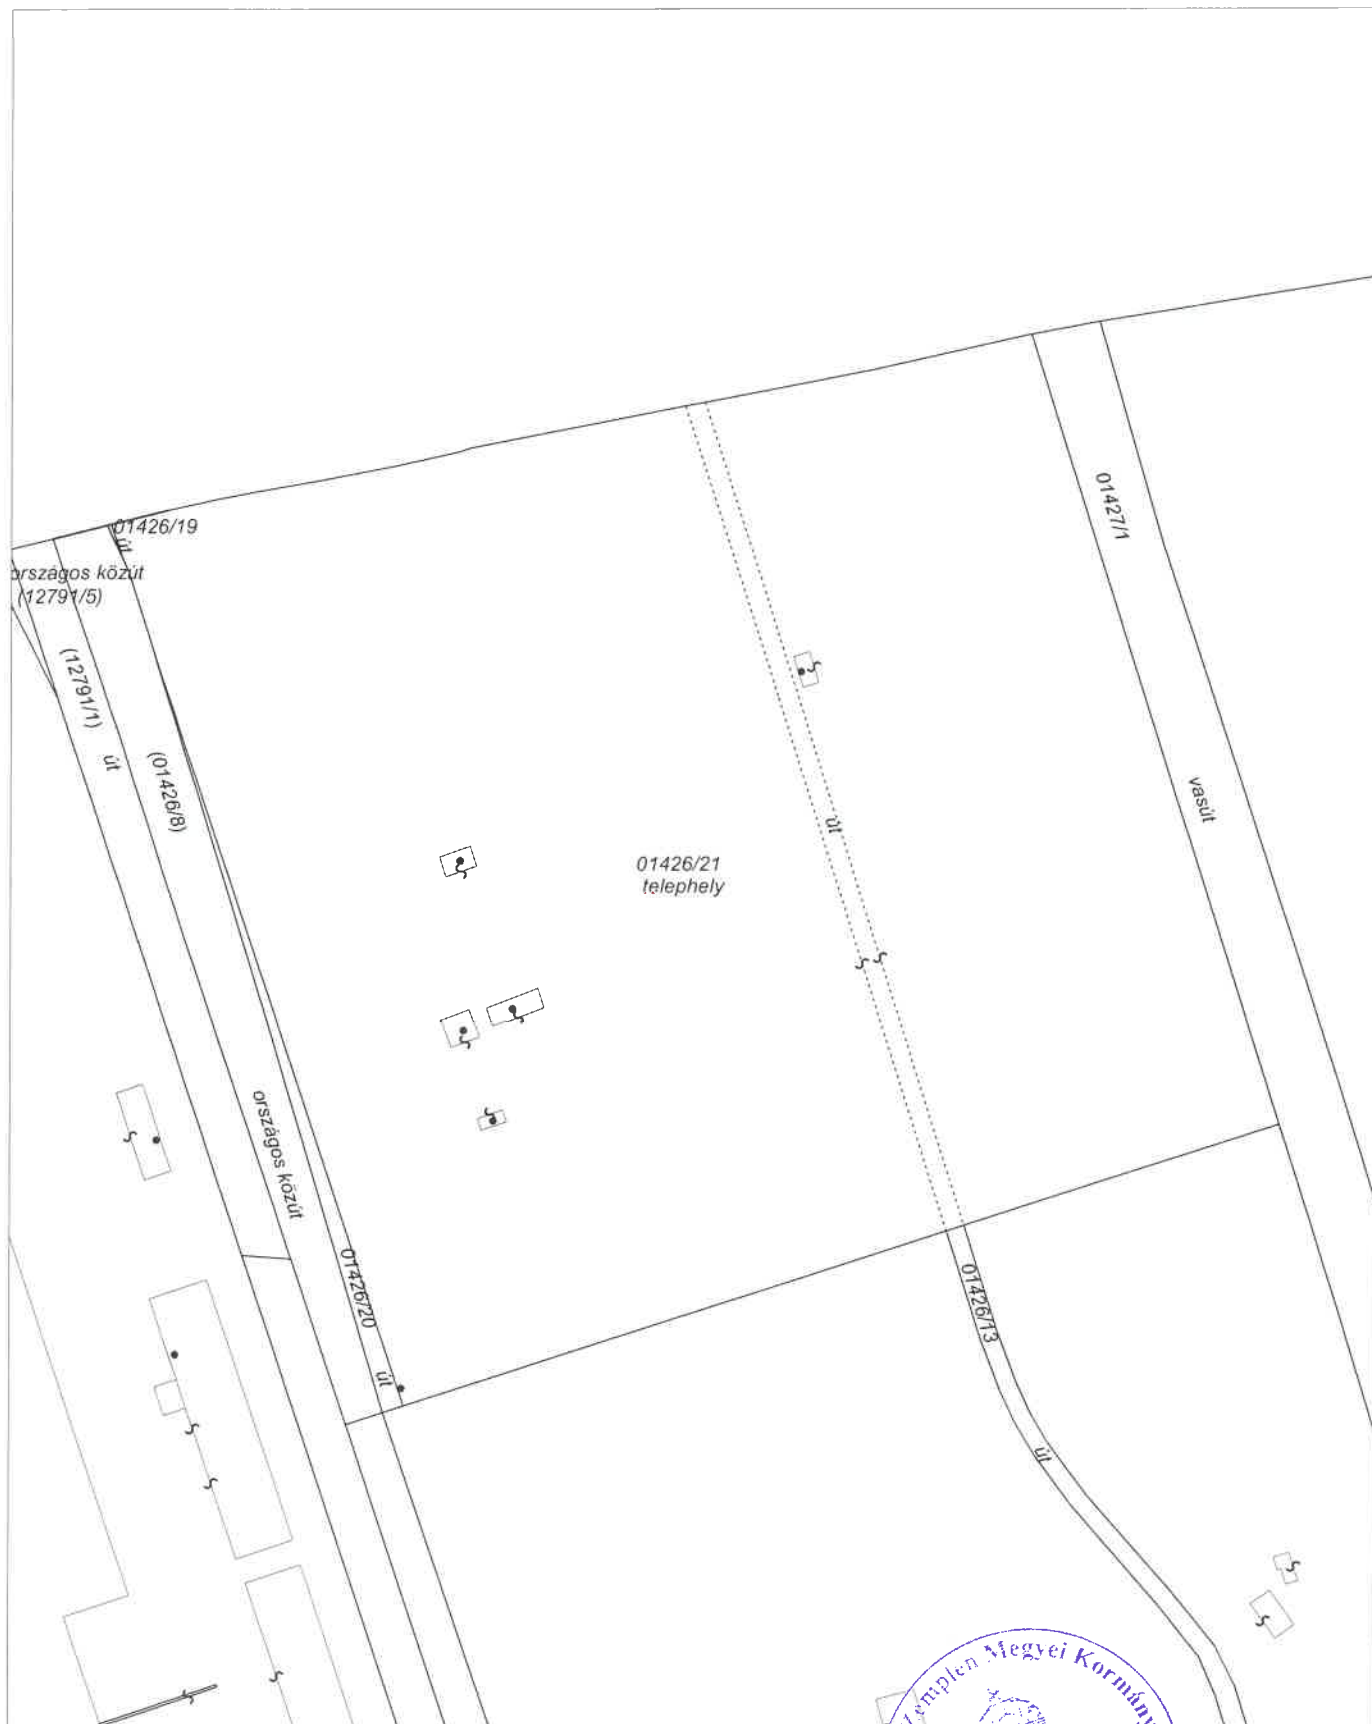 01426/19
út
országos közút
(12791/5)
01427/1
(12791/1)
út
(01426/8)
vasút
út
01426/21
telephely
országos közút
01426/20
út
01426/13
út
Zemplén Megyei Kormány